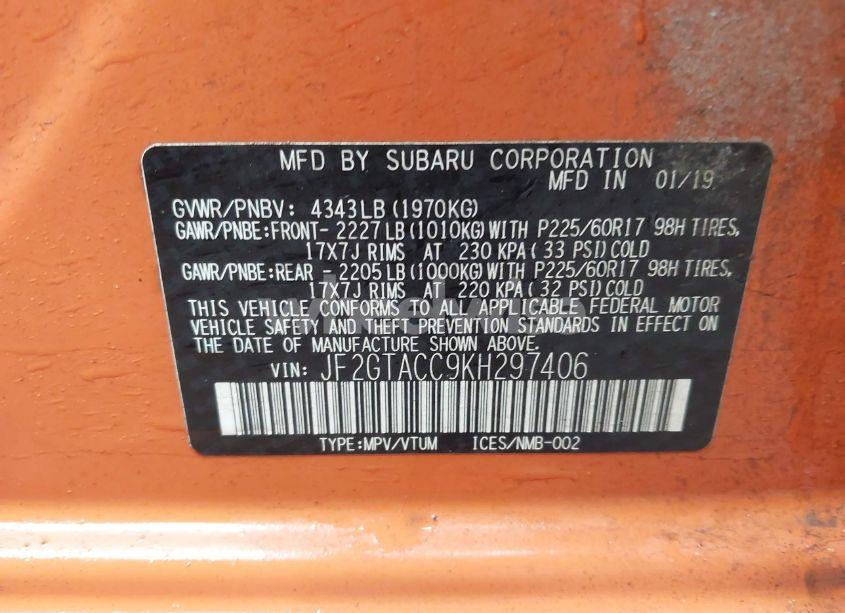 MFD BY SUBARU CORPORATION
MFD IN 01/19
GVWR/PNBV: 4343LB(1970KG)
GAWR/PNBE:FRONT- 2227LB(1010KG)WITH P225/60R17 98H TIRES,
17X7J RIMS AT 230 KPA(33 PSI)COLD
GAWR/PNBE:REAR - 2205LB(1000KG)WITH P225/60R17 98H TIRES,
17X7J RIMS AT 220 KPA(32 PSI)COLD
THIS VEHICLE CONFORMS TO ALL APPLICABLE FEDERAL MOTOR
VEHICLE SAFETY AND THEFT PREVENTION STANDARDS IN EFFECT ON
THE DATE OF MANUFACTURE SHOWN ABOVE.
VIN: JF2GTACC9KH297406
TYPE:MPV/VTUM ICES/NMB-002